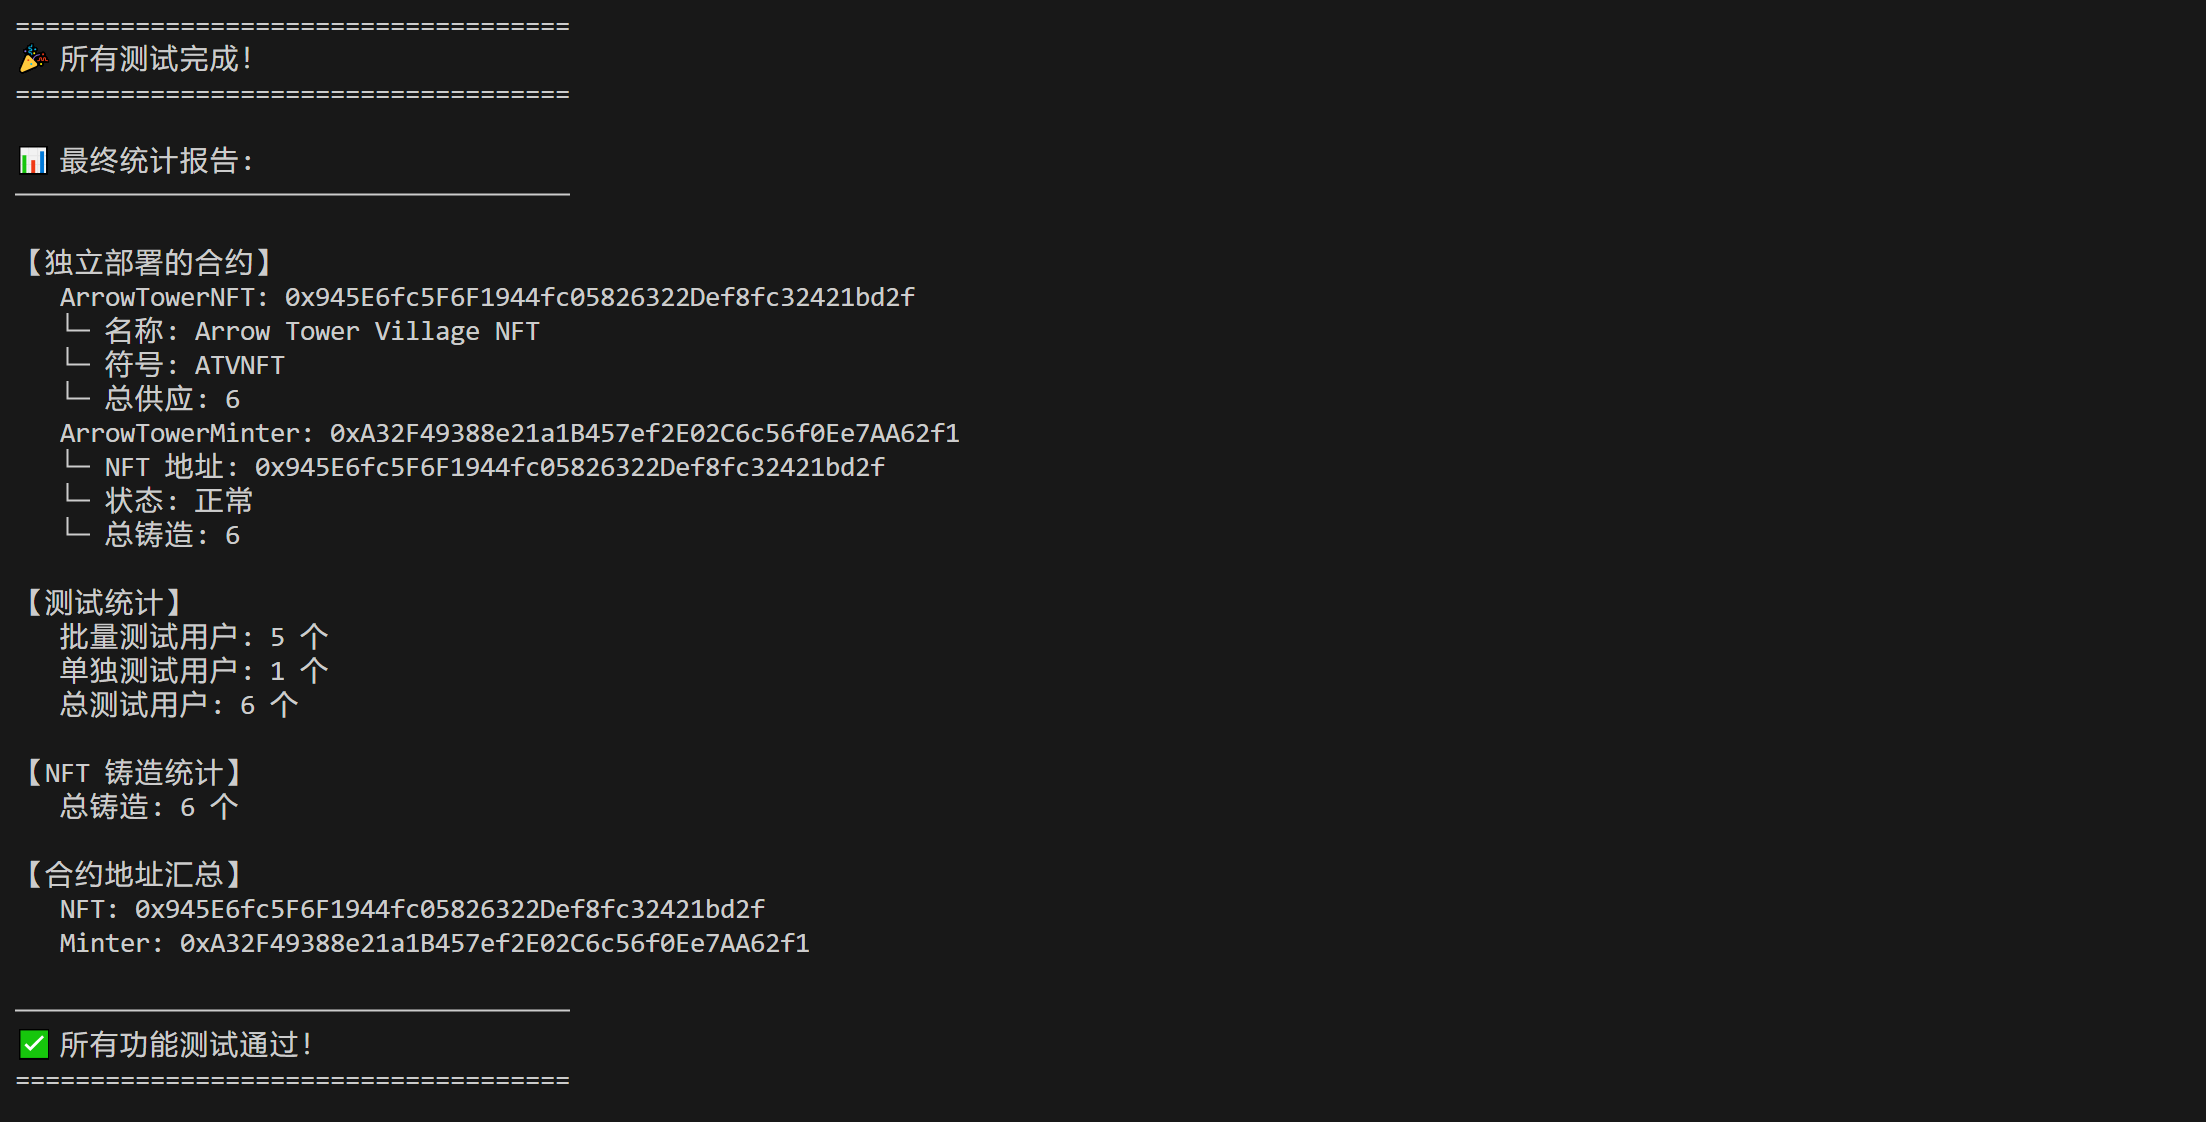 =====================================
🎉 所有测试完成!
=====================================
📊 最终统计报告:
─────────────────────────────────────
【独立部署的合约】
ArrowTowerNFT: 0x945E6fc5F6F1944fc05826322Def8fc32421bd2f
└─ 名称: Arrow Tower Village NFT
└─ 符号: ATVNFT
└─ 总供应: 6
ArrowTowerMinter: 0xA32F49388e21a1B457ef2E02C6c56f0Ee7AA62f1
└─ NFT 地址: 0x945E6fc5F6F1944fc05826322Def8fc32421bd2f
└─ 状态: 正常
└─ 总铸造: 6
【测试统计】
批量测试用户: 5 个
单独测试用户: 1 个
总测试用户: 6 个
【NFT 铸造统计】
总铸造: 6 个
【合约地址汇总】
NFT: 0x945E6fc5F6F1944fc05826322Def8fc32421bd2f
Minter: 0xA32F49388e21a1B457ef2E02C6c56f0Ee7AA62f1
─────────────────────────────────────
✅ 所有功能测试通过!
=====================================